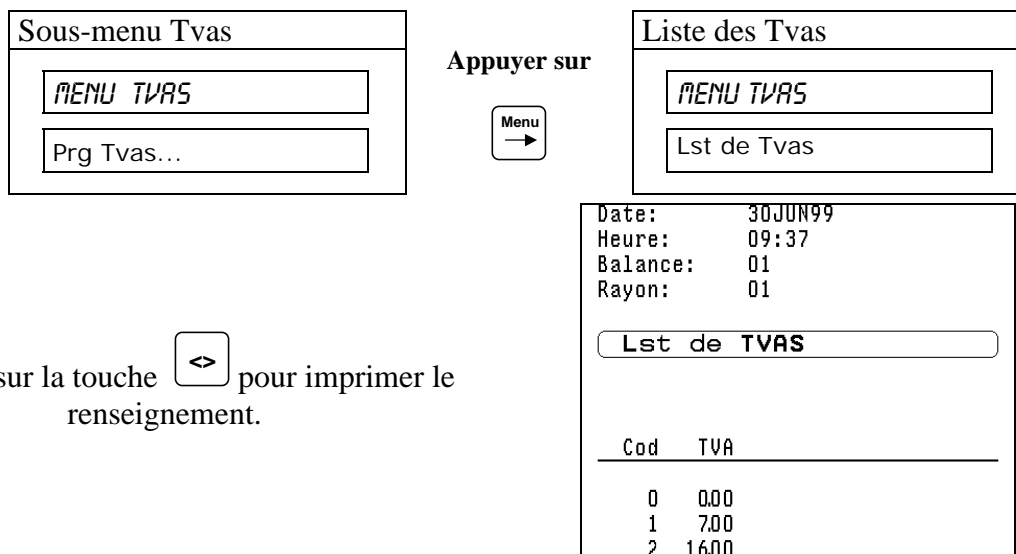 Sous-menu Tvas
MENU TVAS
Prg Tvas...
Appuyer sur
Menu
Liste des Tvas
MENU TVAS
Lst de Tvas
Date: 30JUN99
Heure: 09:37
Balance: 01
Rayon: 01
Lst de TVAS
sur la touche <> pour imprimer le
renseignement.
Cod TVA
0 0.00
1 7.00
2 16.00